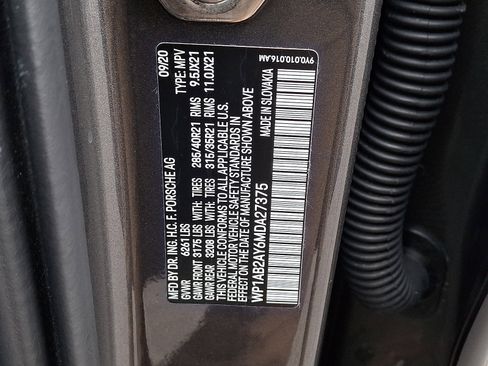 MFD BY DR. ING. H.C. F. PORSCHE AG 09/20
GVWR 6261 LBS TYPE: MPV
GAWR FRONT 3175 LBS WITH: TIRES 285/40R21 RIMS 9.5JX21
GAWR REAR 3208 LBS WITH: TIRES 315/35R21 RIMS 11.0JX21
THIS VEHICLE CONFORMS TO ALL APPLICABLE U.S.
FEDERAL MOTOR VEHICLE SAFETY STANDARDS IN
EFFECT ON THE DATE OF MANUFACTURE SHOWN ABOVE
WP1AB2AY6MDA27375 MADE IN SLOVAKIA
9Y0.010.016.AM